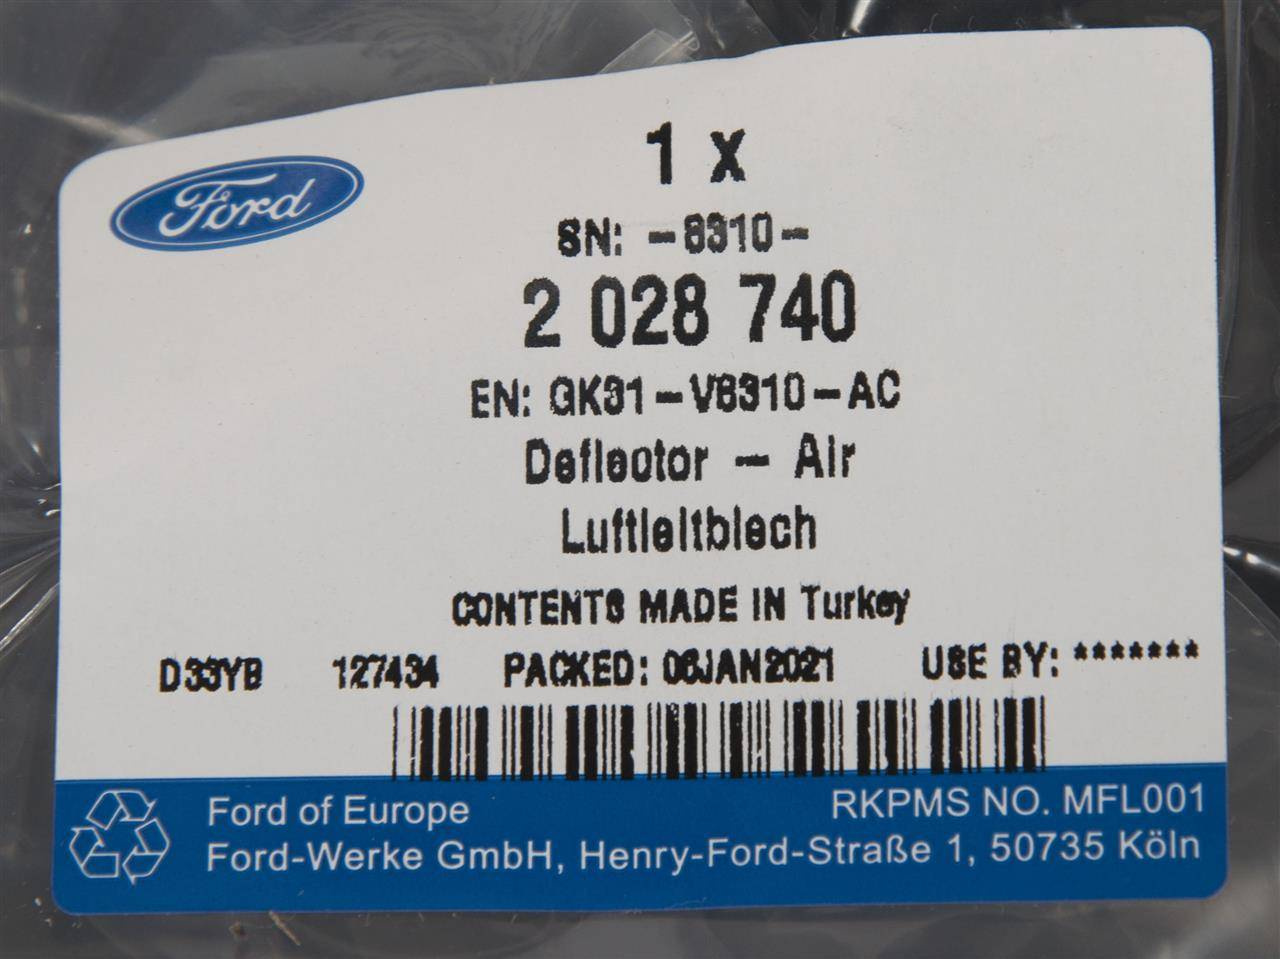 Ford
1 x
SN: -8310-
2 028 740
EN: GK31-V8310-AC
Deflector - Air
Luftleitblech
CONTENTS MADE IN Turkey
D33YB 127434 PACKED: 06JAN2021 USE BY: *******
Ford of Europe RKPMS NO. MFL001
Ford-Werke GmbH, Henry-Ford-Straße 1, 50735 Köln